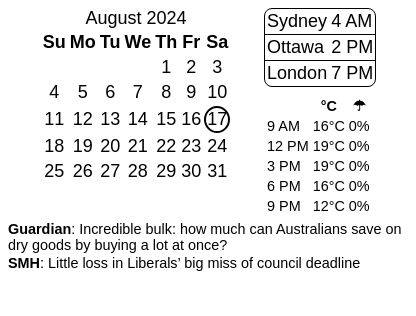 August 2024
Su Mo Tu We Th Fr Sa
1 2 3
4 5 6 7 8 9 10
11 12 13 14 15 16 17
18 19 20 21 22 23 24
25 26 27 28 29 30 31
Sydney 4 AM
Ottawa 2 PM
London 7 PM
°C ☂
9 AM 16°C 0%
12 PM 19°C 0%
3 PM 19°C 0%
6 PM 16°C 0%
9 PM 12°C 0%
Guardian: Incredible bulk: how much can Australians save on
dry goods by buying a lot at once?
SMH: Little loss in Liberals’ big miss of council deadline